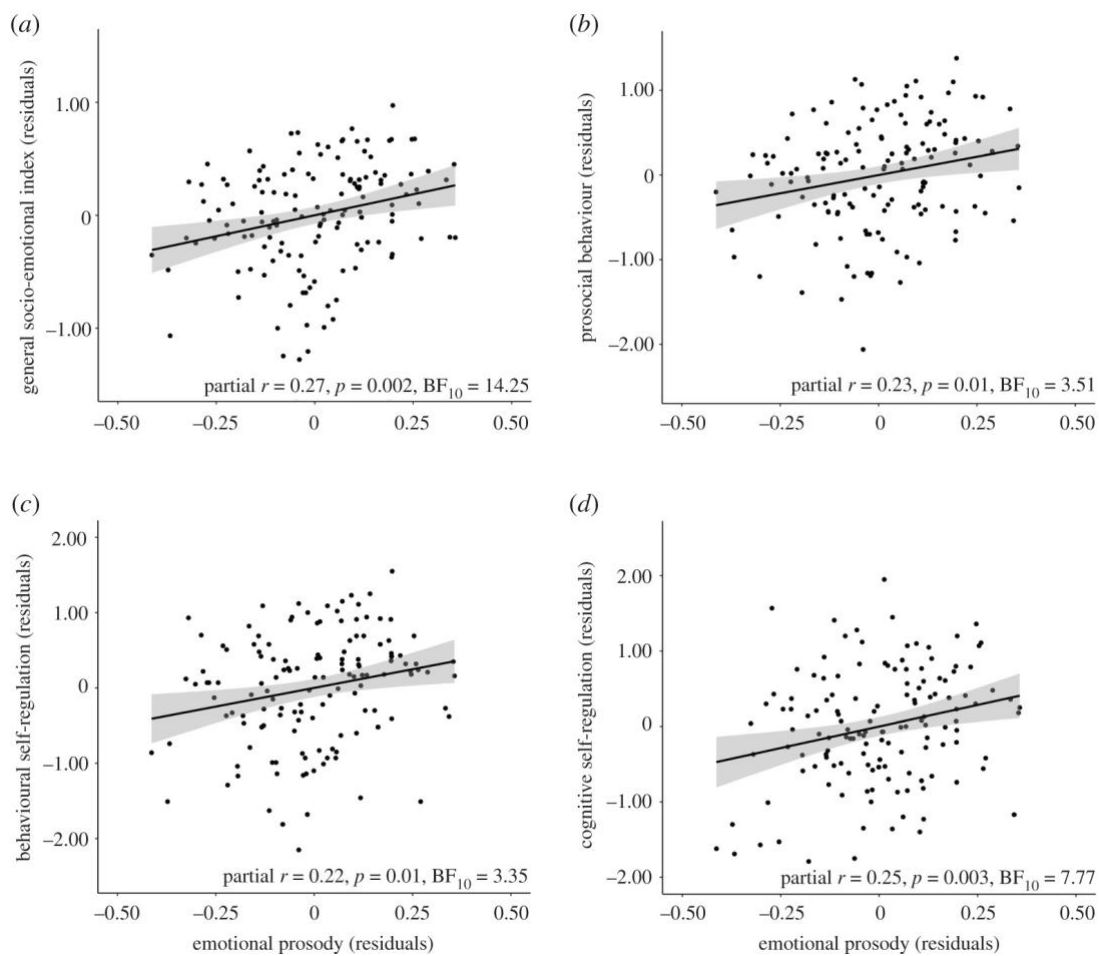 (a)
general socio-emotional index (residuals)
1.00
0
−1.00
partial r = 0.27, p = 0.002, BF10 = 14.25
−0.50 −0.25 0 0.25 0.50
(b)
prosocial behaviour (residuals)
1.00
0
−1.00
−2.00
partial r = 0.23, p = 0.01, BF10 = 3.51
−0.50 −0.25 0 0.25 0.50
(c)
behavioural self-regulation (residuals)
2.00
1.00
0
−1.00
−2.00
partial r = 0.22, p = 0.01, BF10 = 3.35
−0.50 −0.25 0 0.25 0.50
emotional prosody (residuals)
(d)
cognitive self-regulation (residuals)
2.00
1.00
0
−1.00
−2.00
partial r = 0.25, p = 0.003, BF10 = 7.77
−0.50 −0.25 0 0.25 0.50
emotional prosody (residuals)